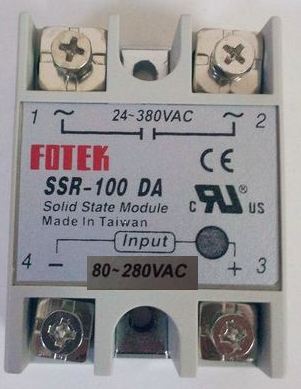 1 ~ 24~380VAC ~ 2
FOTEK CE
SSR-100 DA
Solid State Module
c RU ® US
Made In Taiwan
Input
4 − 80~280VAC + 3